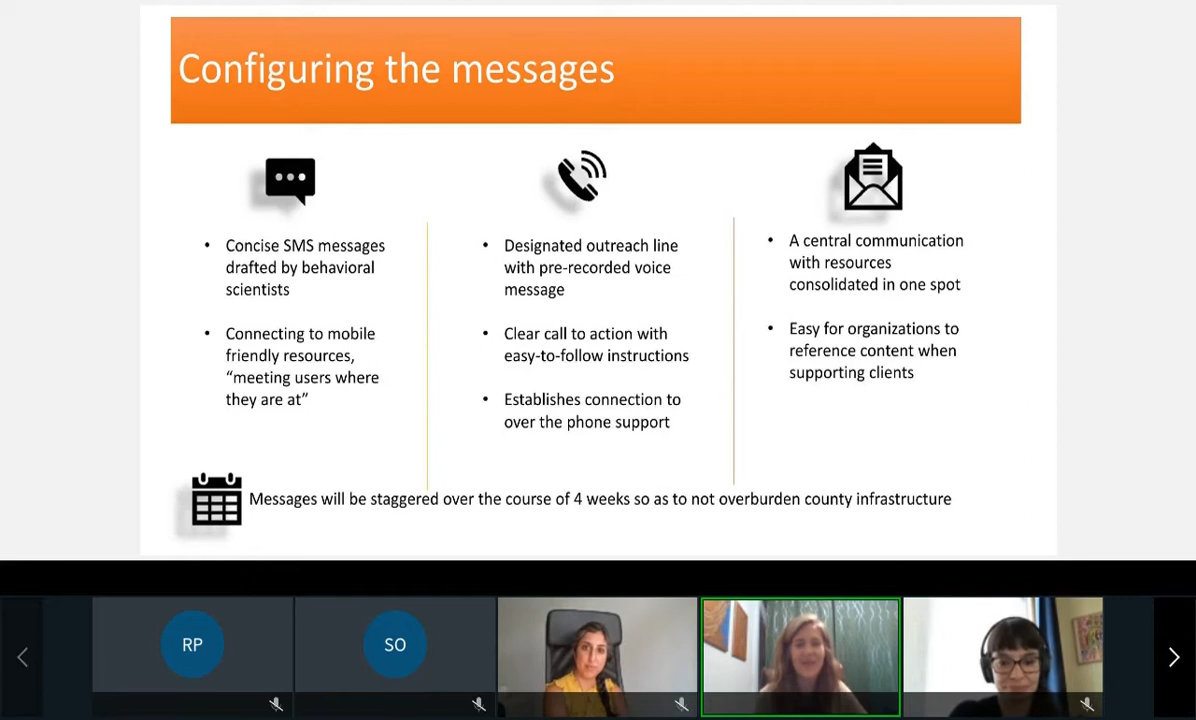 Configuring the messages
• Concise SMS messages
drafted by behavioral
scientists
• Connecting to mobile
friendly resources,
“meeting users where
they are at”
• Designated outreach line
with pre-recorded voice
message
• Clear call to action with
easy-to-follow instructions
• Establishes connection to
over the phone support
• A central communication
with resources
consolidated in one spot
• Easy for organizations to
reference content when
supporting clients
Messages will be staggered over the course of 4 weeks so as to not overburden county infrastructure
RP
SO